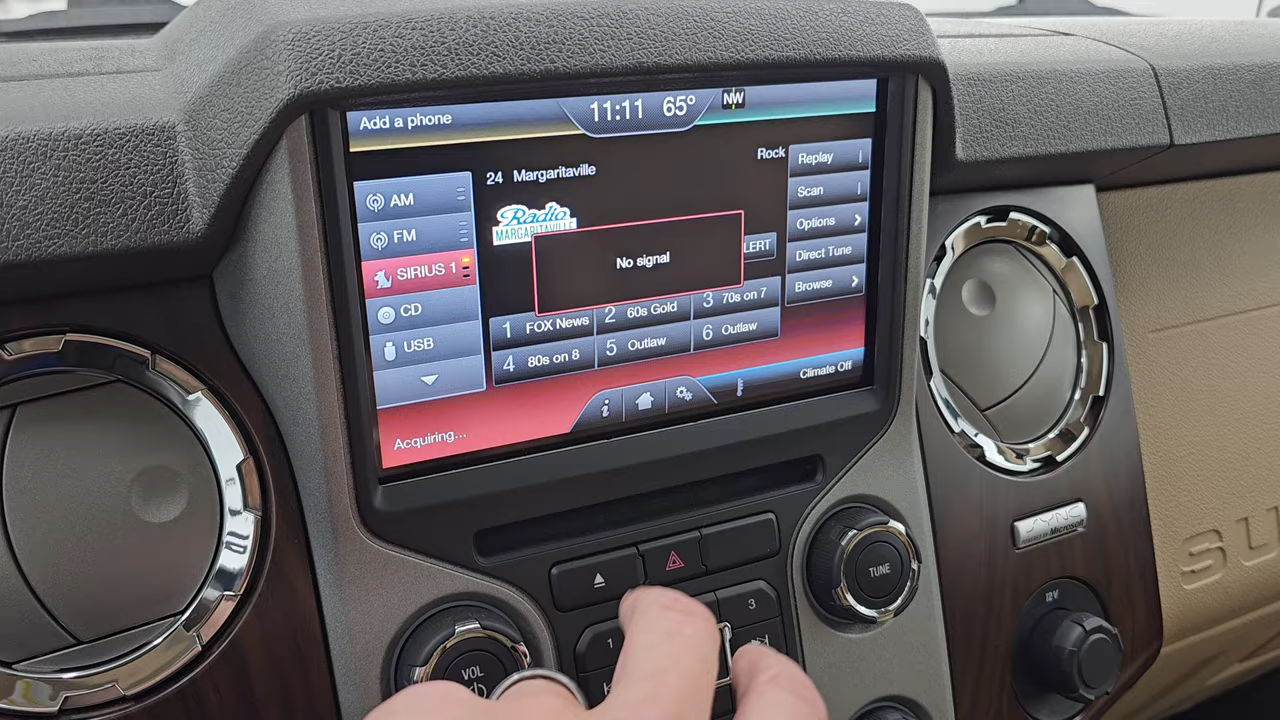 Add a phone
11:11 65° NW
AM
FM
SIRIUS 1
CD
USB
24 Margaritaville
Rock
Radio
MARGARITAVILLE
No signal
LERT
1 FOX News
2 60s Gold
3 70s on 7
4 80s on 8
5 Outlaw
6 Outlaw
Replay
Scan
Options
Direct Tune
Browse
Climate Off
Acquiring...
1
3
VOL
TUNE
SYNC
POWERED BY Microsoft
12V
SU